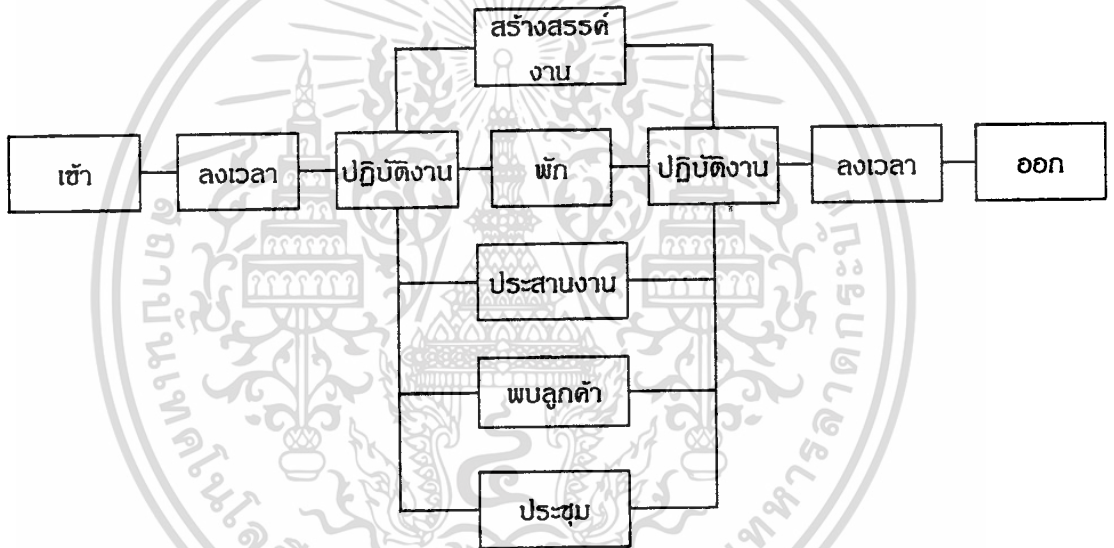 สร้างสรรค์
งาน
เข้า
ลงเวลา
ปฏิบัติงาน
พัก
ปฏิบัติงาน
ลงเวลา
ออก
ประสานงาน
พบลูกค้า
ประชุม